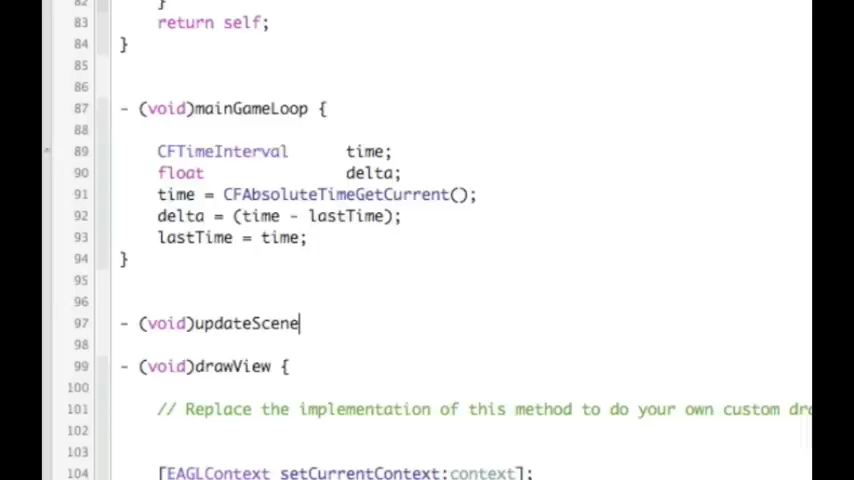 82 }
83 return self;
84 }
85
86
87 - (void)mainGameLoop {
88
89 CFTimeInterval time;
90 float delta;
91 time = CFAbsoluteTimeGetCurrent();
92 delta = (time - lastTime);
93 lastTime = time;
94 }
95
96
97 - (void)updateScene
98
99 - (void)drawView {
100
101 // Replace the implementation of this method to do your own custom dra
102
103
104 [EAGLContext setCurrentContext:context];